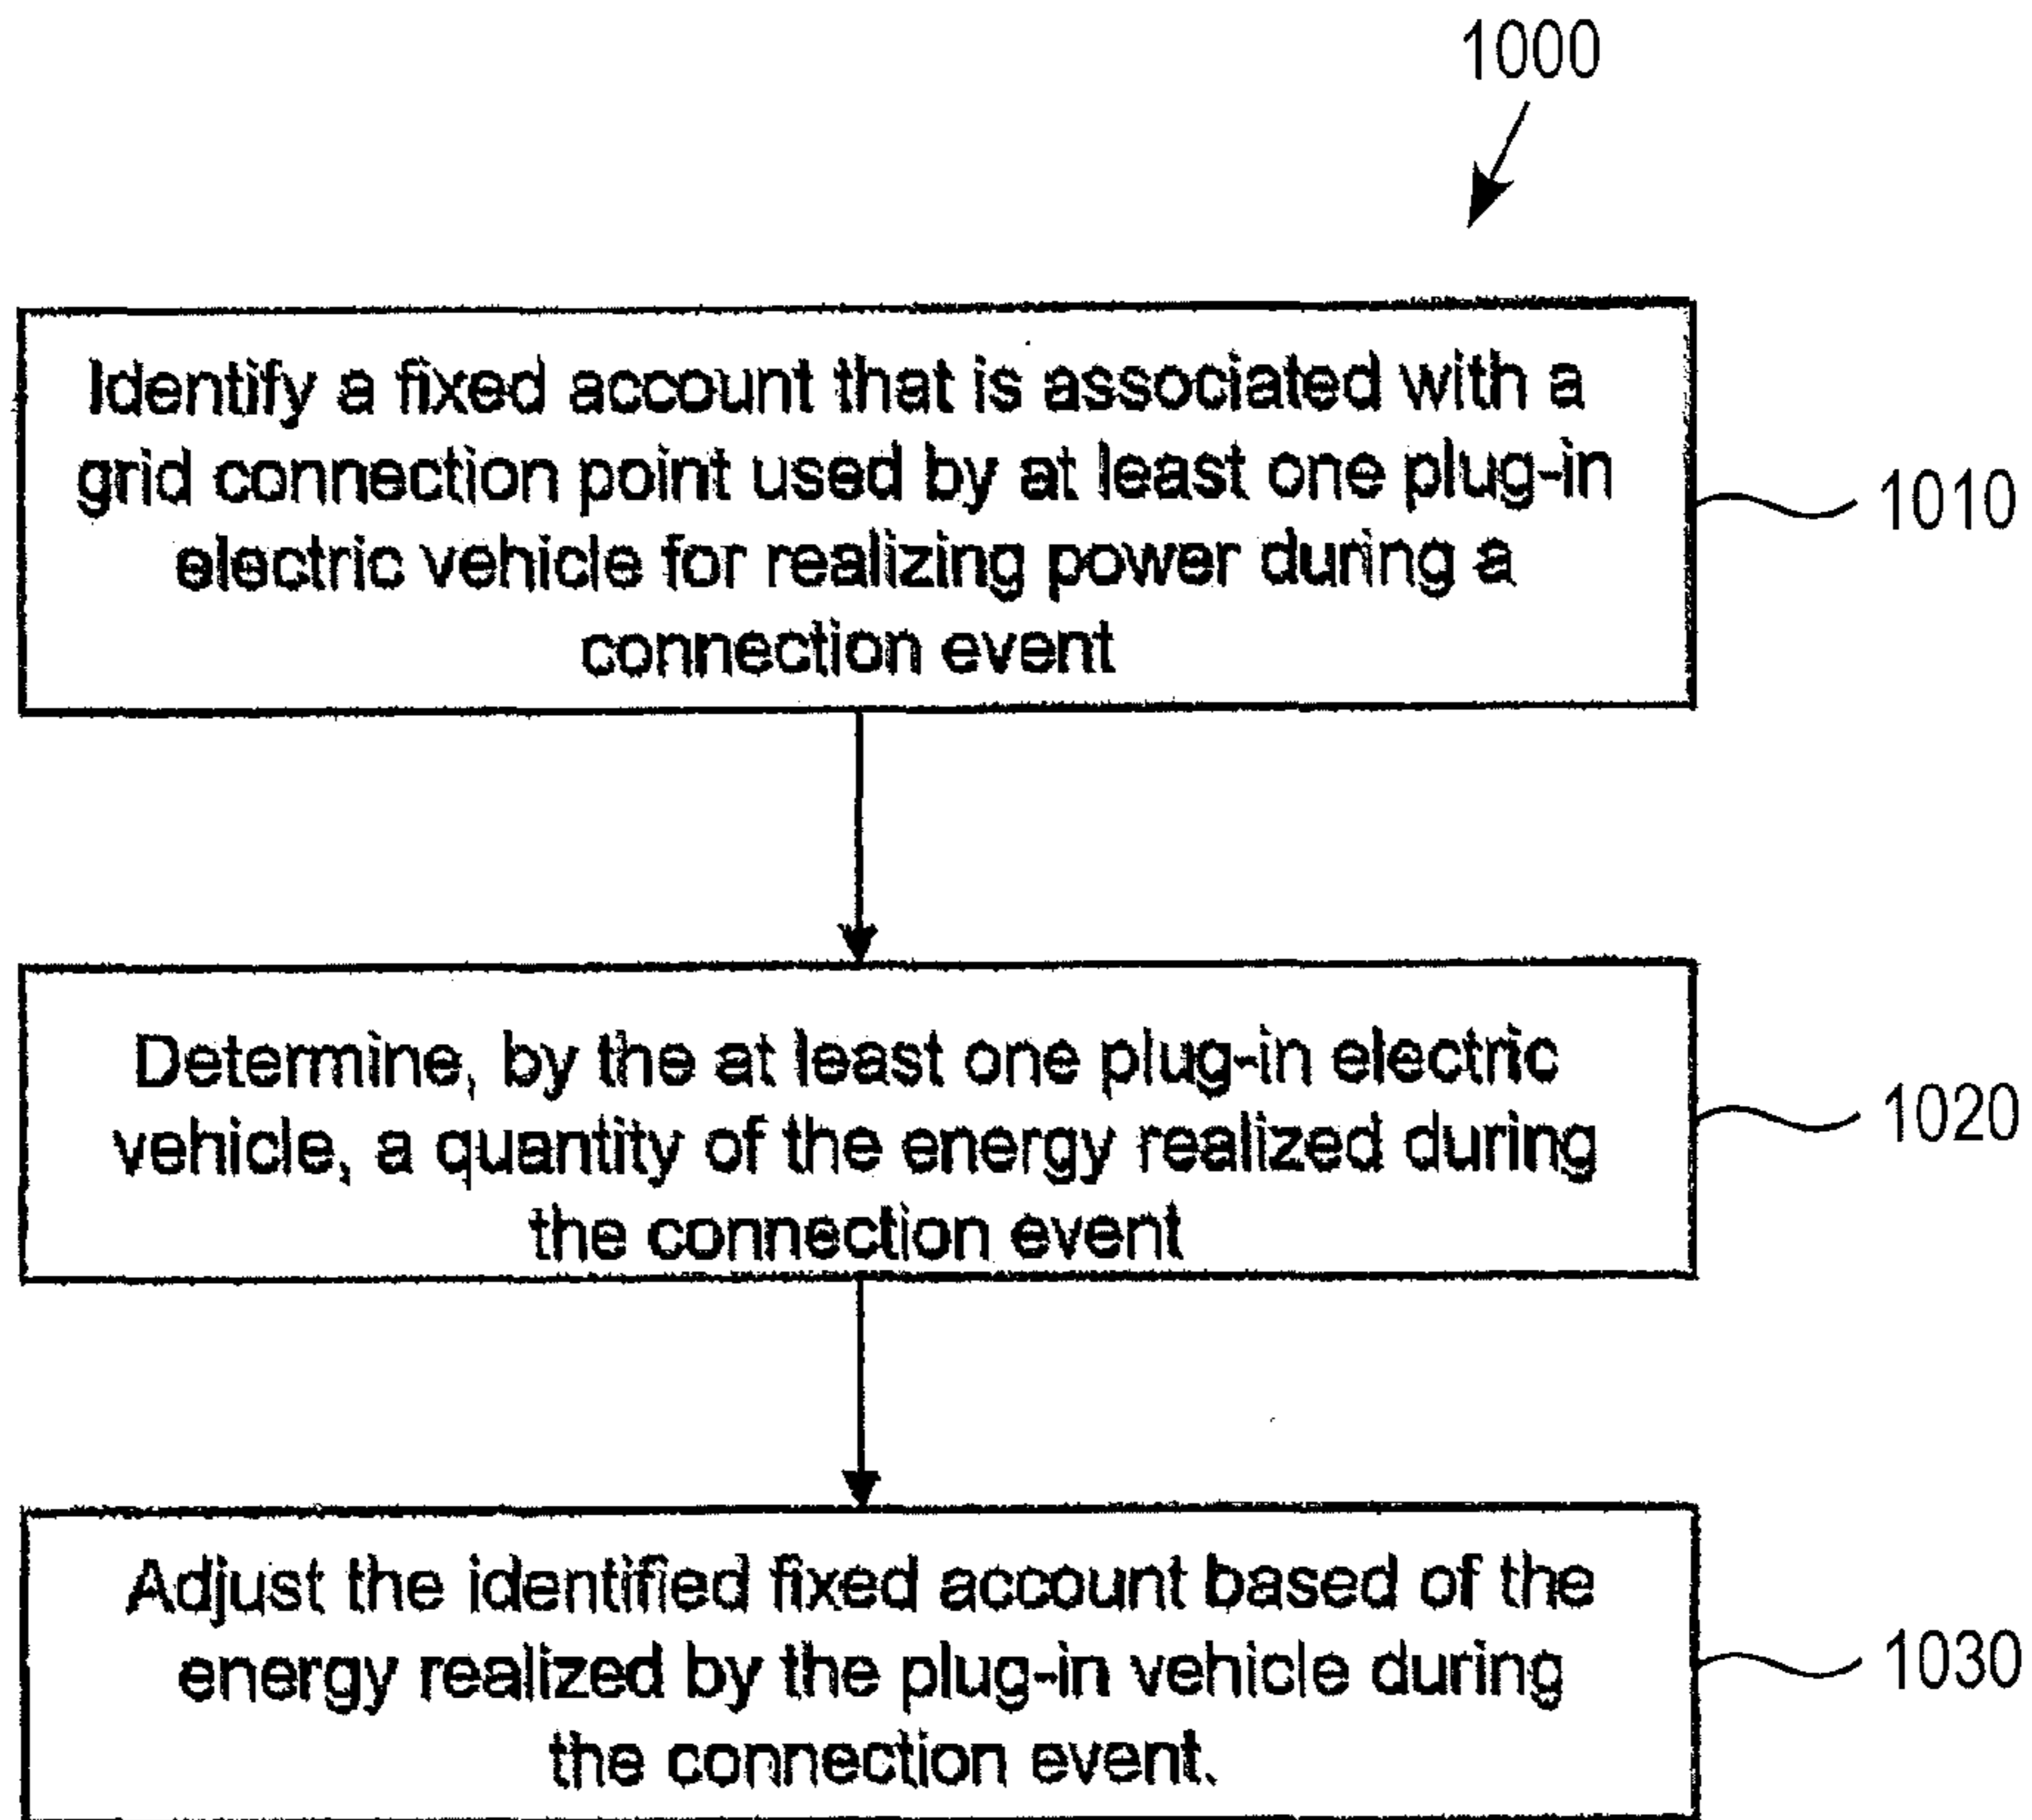 1000
Identify a fixed account that is associated with a
grid connection point used by at least one plug-in
electric vehicle for realizing power during a
connection event
1010
Determine, by the at least one plug-in electric
vehicle, a quantity of the energy realized during
the connection event
1020
Adjust the identified fixed account based of the
energy realized by the plug-in vehicle during
the connection event.
1030